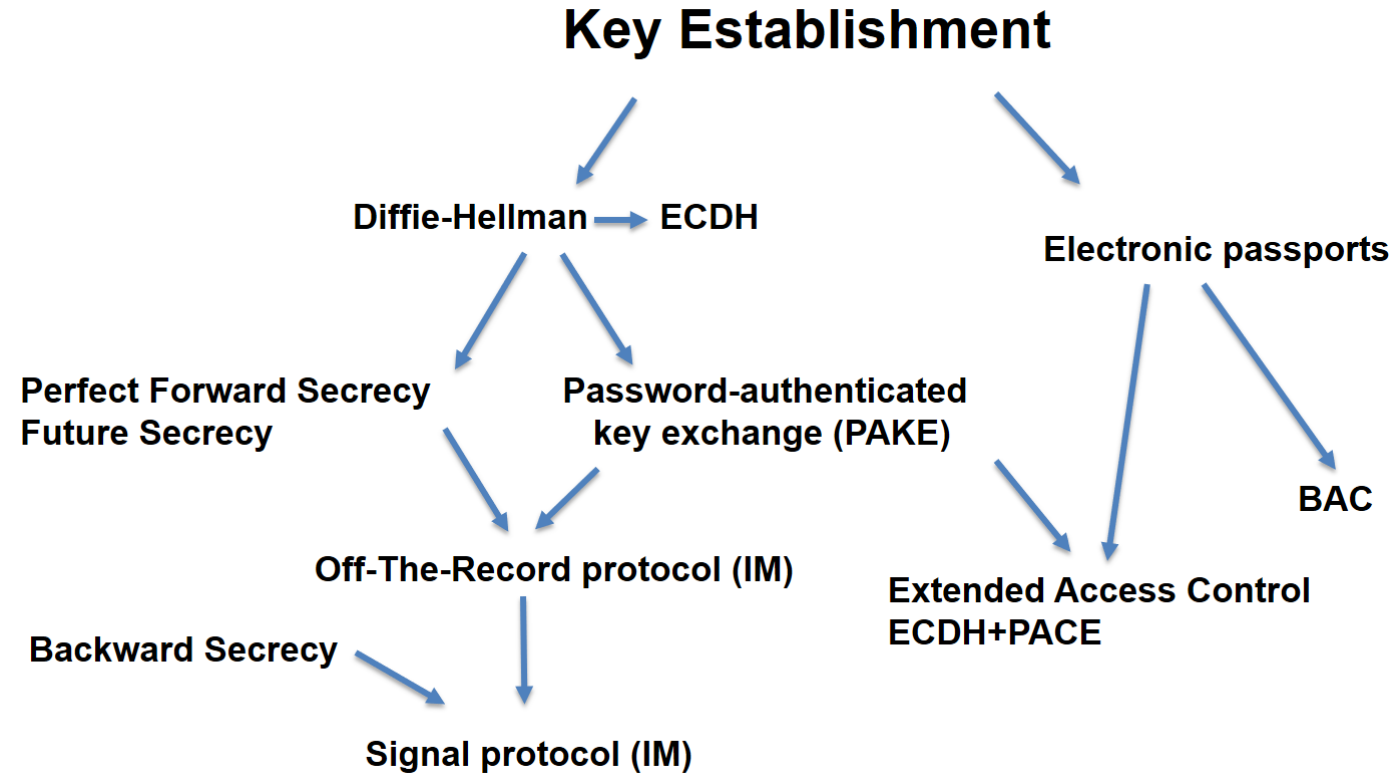 Key Establishment
Diffie-Hellman
ECDH
Electronic passports
Perfect Forward Secrecy
Future Secrecy
Password-authenticated
key exchange (PAKE)
BAC
Off-The-Record protocol (IM)
Extended Access Control
ECDH+PACE
Backward Secrecy
Signal protocol (IM)